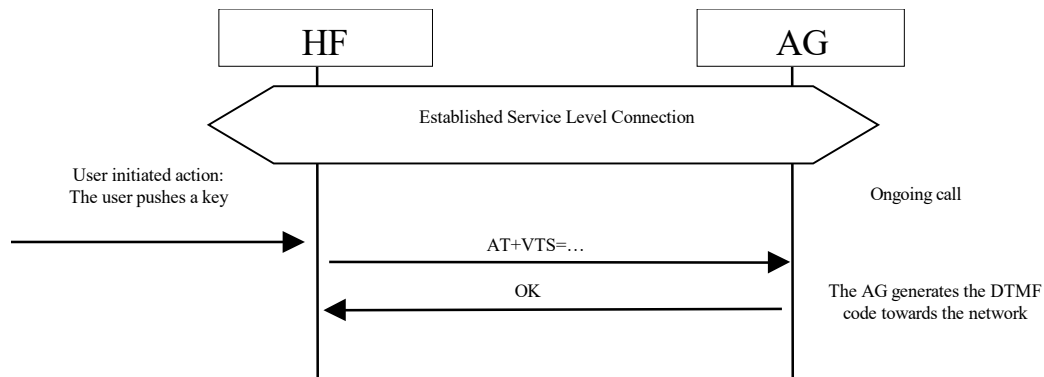 HF
AG
Established Service Level Connection
User initiated action:
The user pushes a key
Ongoing call
AT+VTS=…
OK
The AG generates the DTMF
code towards the network